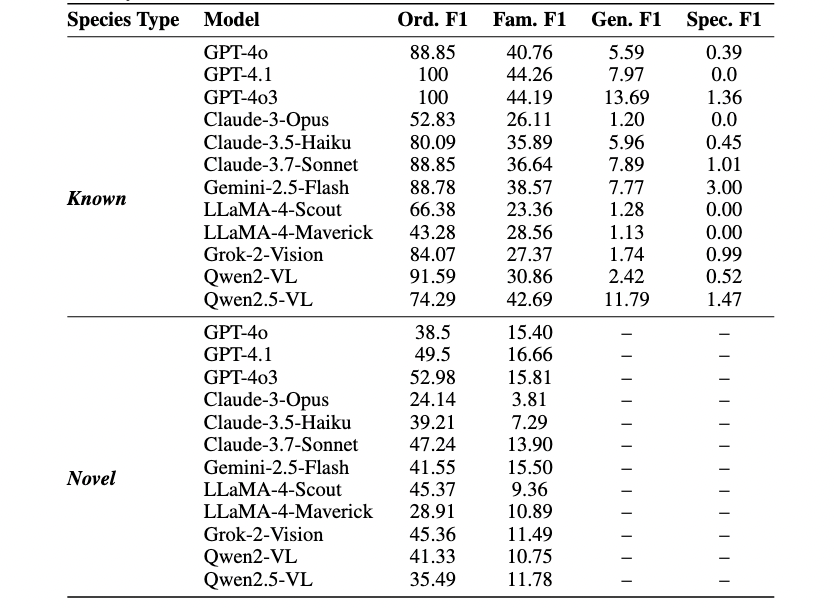 Species Type Model Ord. F1 Fam. F1 Gen. F1 Spec. F1
GPT-4o 88.85 40.76 5.59 0.39
GPT-4.1 100 44.26 7.97 0.0
GPT-4o3 100 44.19 13.69 1.36
Claude-3-Opus 52.83 26.11 1.20 0.0
Claude-3.5-Haiku 80.09 35.89 5.96 0.45
Claude-3.7-Sonnet 88.85 36.64 7.89 1.01
Gemini-2.5-Flash 88.78 38.57 7.77 3.00
Known
LLaMA-4-Scout 66.38 23.36 1.28 0.00
LLaMA-4-Maverick 43.28 28.56 1.13 0.00
Grok-2-Vision 84.07 27.37 1.74 0.99
Qwen2-VL 91.59 30.86 2.42 0.52
Qwen2.5-VL 74.29 42.69 11.79 1.47
GPT-4o 38.5 15.40 – –
GPT-4.1 49.5 16.66 – –
GPT-4o3 52.98 15.81 – –
Claude-3-Opus 24.14 3.81 – –
Claude-3.5-Haiku 39.21 7.29 – –
Claude-3.7-Sonnet 47.24 13.90 – –
Gemini-2.5-Flash 41.55 15.50 – –
Novel
LLaMA-4-Scout 45.37 9.36 – –
LLaMA-4-Maverick 28.91 10.89 – –
Grok-2-Vision 45.36 11.49 – –
Qwen2-VL 41.33 10.75 – –
Qwen2.5-VL 35.49 11.78 – –